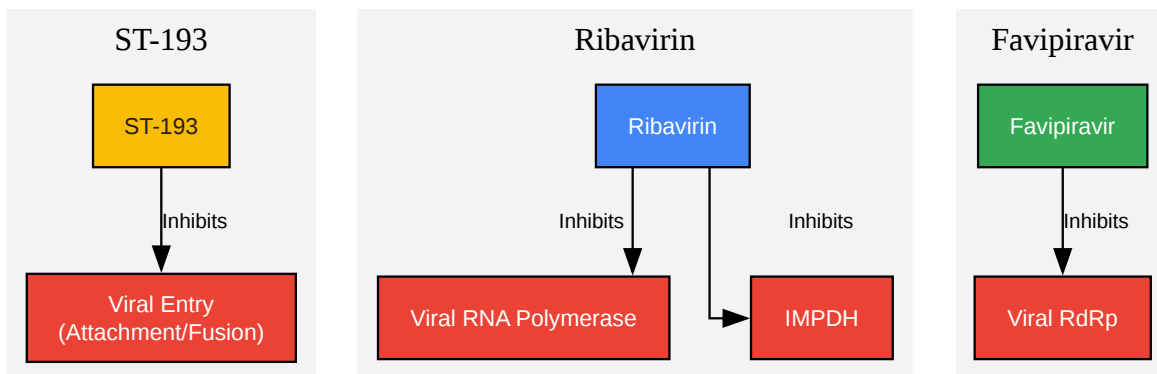 ST-193
ST-193
Inhibits
Viral Entry
(Attachment/Fusion)
Ribavirin
Ribavirin
Inhibits
Inhibits
Viral RNA Polymerase
IMPDH
Favipiravir
Favipiravir
Inhibits
Viral RdRp